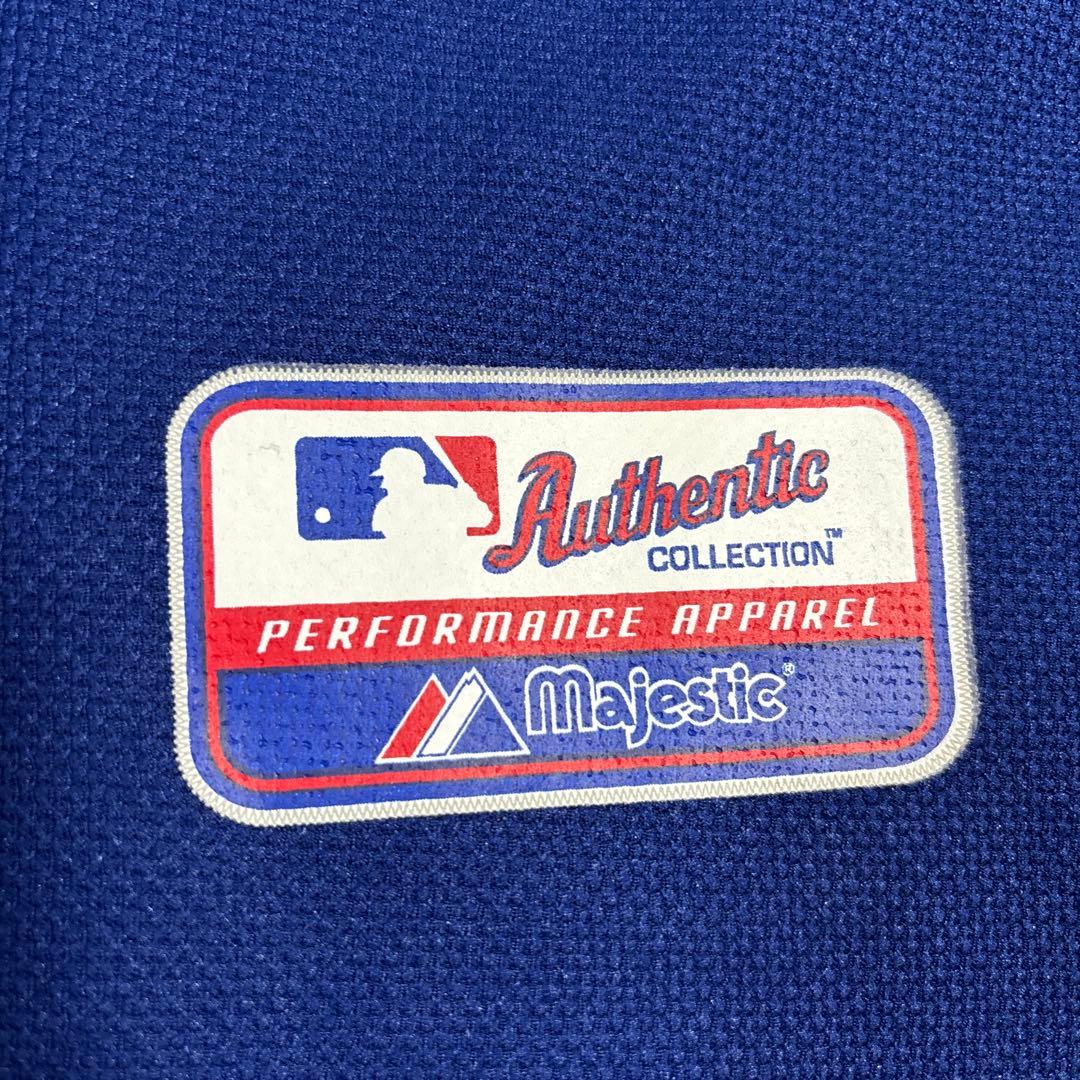 Authentic
COLLECTION™
PERFORMANCE APPAREL
Majestic®